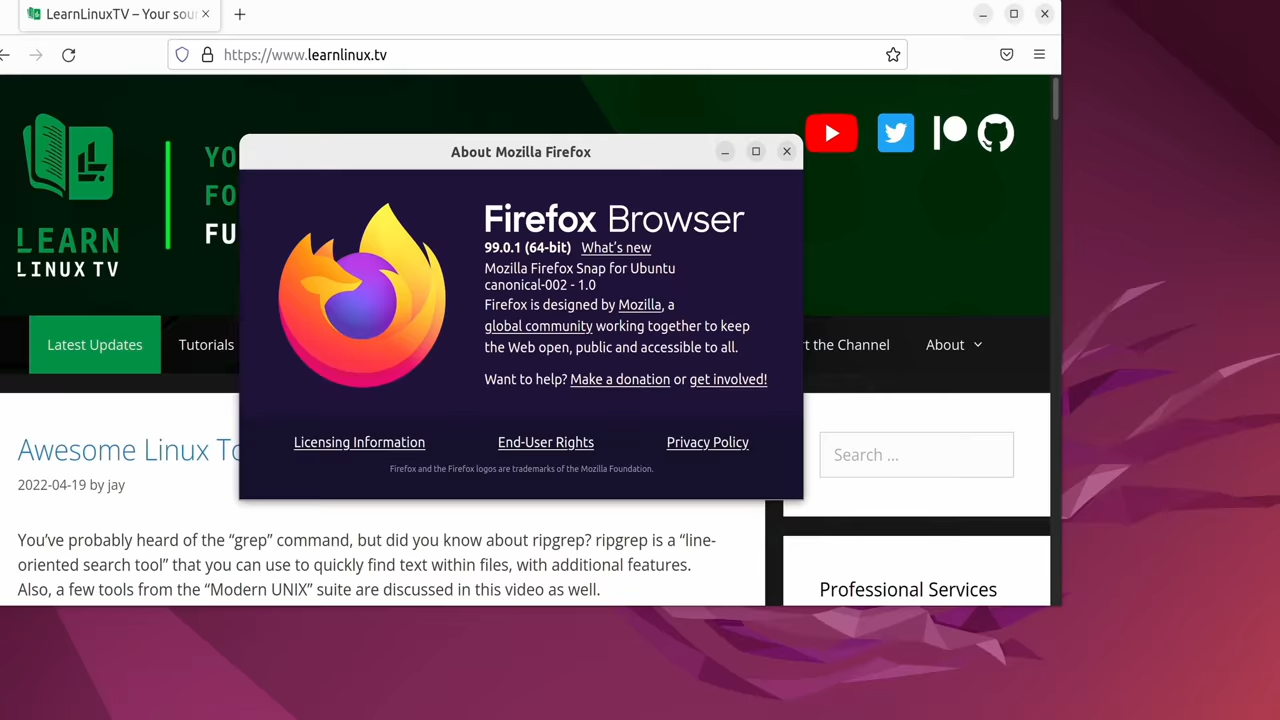 LearnLinuxTV – Your sour
https://www.learnlinux.tv
About Mozilla Firefox
YO
FO
FU
LEARN
LINUX TV
Firefox Browser
99.0.1 (64-bit) What's new
Mozilla Firefox Snap for Ubuntu
canonical-002 - 1.0
Firefox is designed by Mozilla, a
global community working together to keep
the Web open, public and accessible to all.
Want to help? Make a donation or get involved!
Licensing Information End-User Rights Privacy Policy
Firefox and the Firefox logos are trademarks of the Mozilla Foundation.
Latest Updates Tutorials rt the Channel About
Awesome Linux To
2022-04-19 by jay
Search ...
You've probably heard of the “grep” command, but did you know about ripgrep? ripgrep is a “line-
oriented search tool” that you can use to quickly find text within files, with additional features.
Also, a few tools from the “Modern UNIX” suite are discussed in this video as well.
Professional Services